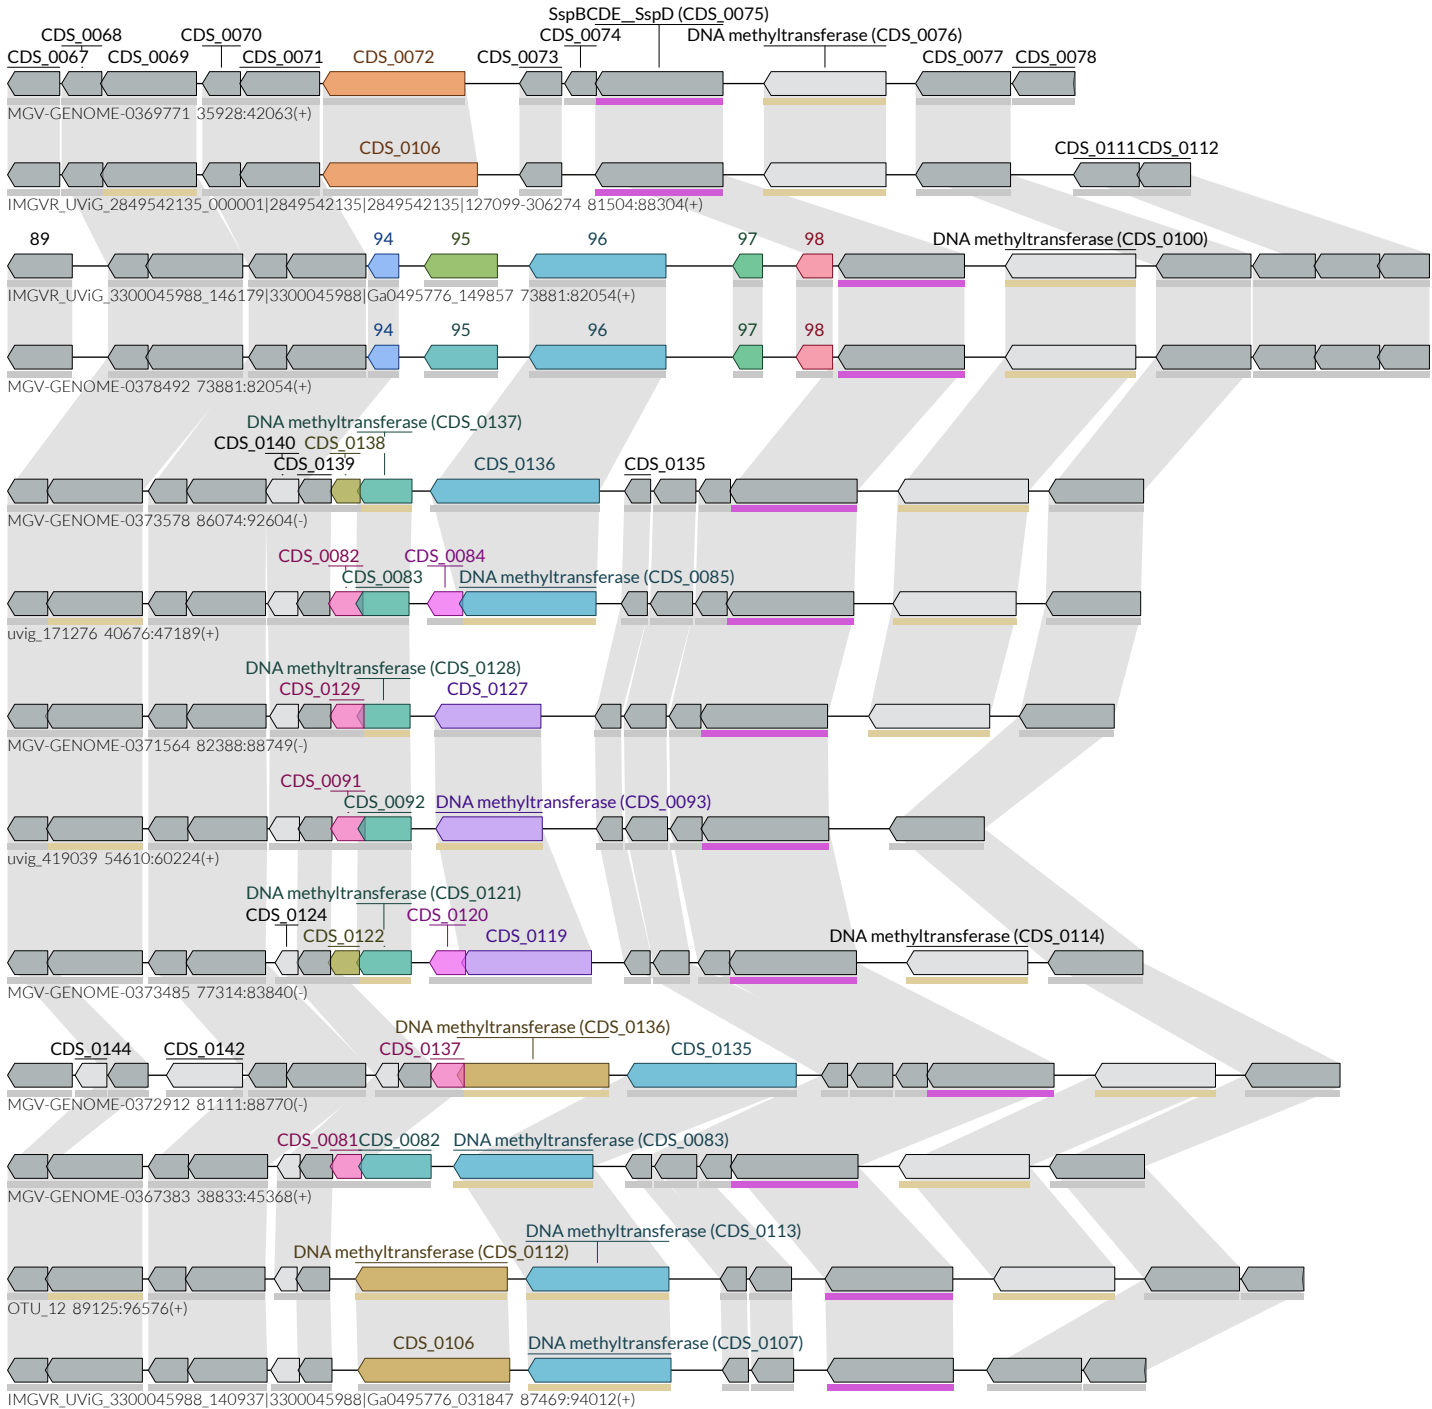 SspBCDE__SspD (CDS_0075)
CDS_0068 CDS_0070 CDS_0074 DNA methyltransferase (CDS_0076)
CDS_0067 CDS_0069 CDS_0071 CDS_0072 CDS_0073 CDS_0077 CDS_0078
MGV-GENOME-0369771 35928:42063(+)
CDS_0106 CDS_0111 CDS_0112
IMGVR_UViG_2849542135_000001|2849542135|2849542135|127099-306274 81504:88304(+)
89 94 95 96 97 98 DNA methyltransferase (CDS_0100)
IMGVR_UViG_3300045988_146179|3300045988|Ga0495776_149857 73881:82054(+)
94 95 96 97 98
MGV-GENOME-0378492 73881:82054(+)
DNA methyltransferase (CDS_0137)
CDS_0140 CDS_0138
CDS_0139 CDS_0136 CDS_0135
MGV-GENOME-0373578 86074:92604(-)
CDS_0082 CDS_0084
CDS_0083 DNA methyltransferase (CDS_0085)
uvig_171276 40676:47189(+)
DNA methyltransferase (CDS_0128)
CDS_0129 CDS_0127
MGV-GENOME-0371564 82388:88749(-)
CDS_0091
CDS_0092 DNA methyltransferase (CDS_0093)
uvig_419039 54610:60224(+)
DNA methyltransferase (CDS_0121)
CDS_0124 CDS_0120
CDS_0122 CDS_0119 DNA methyltransferase (CDS_0114)
MGV-GENOME-0373485 77314:83840(-)
DNA methyltransferase (CDS_0136)
CDS_0144 CDS_0142 CDS_0137 CDS_0135
MGV-GENOME-0372912 81111:88770(-)
CDS_0081 CDS_0082 DNA methyltransferase (CDS_0083)
MGV-GENOME-0367383 38833:45368(+)
DNA methyltransferase (CDS_0113)
DNA methyltransferase (CDS_0112)
OTU_12 89125:96576(+)
CDS_0106 DNA methyltransferase (CDS_0107)
IMGVR_UViG_3300045988_140937|3300045988|Ga0495776_031847 87469:94012(+)